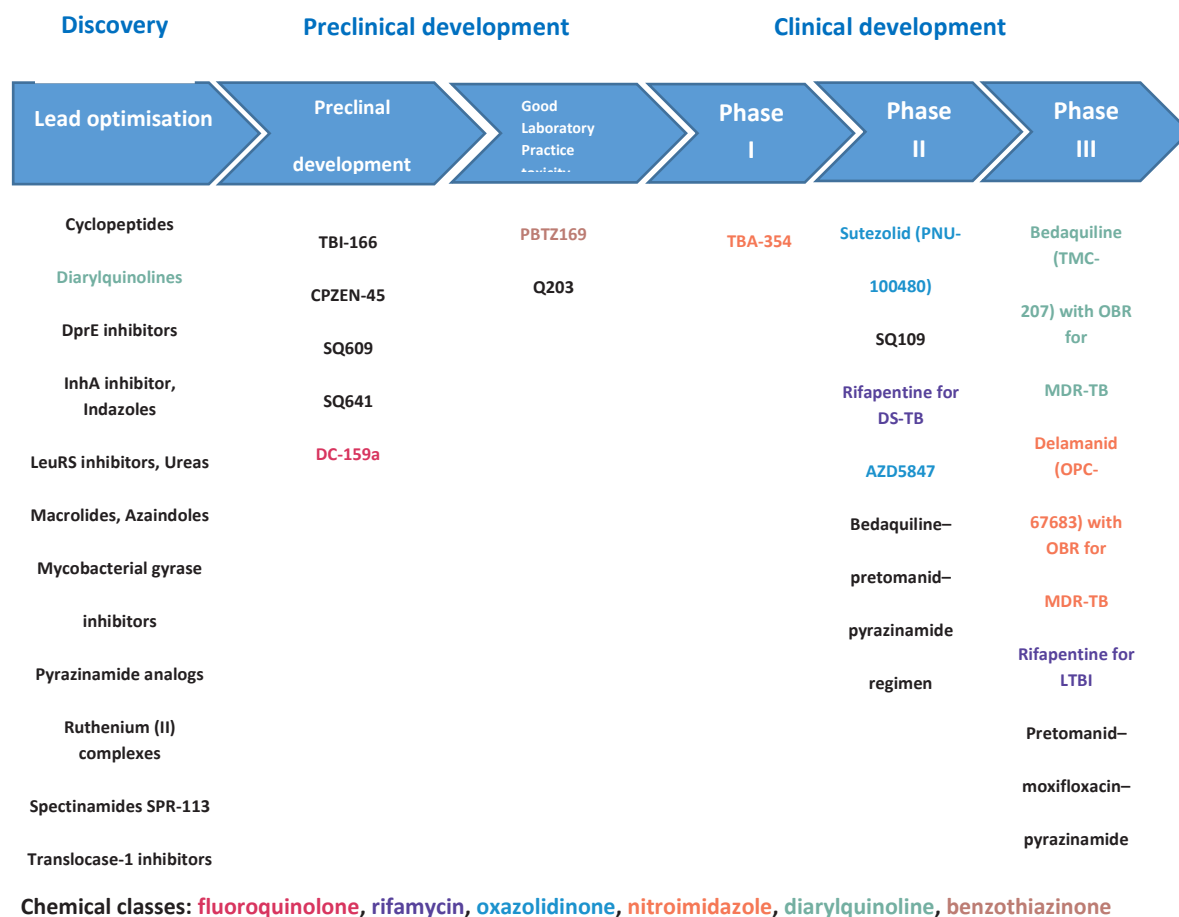 Discovery
Preclinical development
Clinical development
Lead optimisation
Preclinal
development
Good
Laboratory
Practice
toxicity
Phase
I
Phase
II
Phase
III
Cyclopeptides
Diarylquinolines
DprE inhibitors
InhA inhibitor,
Indazoles
LeuRS inhibitors, Ureas
Macrolides, Azaindoles
Mycobacterial gyrase
inhibitors
Pyrazinamide analogs
Ruthenium (II)
complexes
Spectinamides SPR-113
Translocase-1 inhibitors
TBI-166
CPZEN-45
SQ609
SQ641
DC-159a
PBTZ169
Q203
TBA-354
Sutezolid (PNU-
100480)
SQ109
Rifapentine for
DS-TB
AZD5847
Bedaquiline–
pretomanid–
pyrazinamide
regimen
Bedaquiline
(TMC-
207) with OBR
for
MDR-TB
Delamanid
(OPC-
67683) with
OBR for
MDR-TB
Rifapentine for
LTBI
Pretomanid–
moxifloxacin–
pyrazinamide
Chemical classes: fluoroquinolone, rifamycin, oxazolidinone, nitroimidazole, diarylquinoline, benzothiazinone